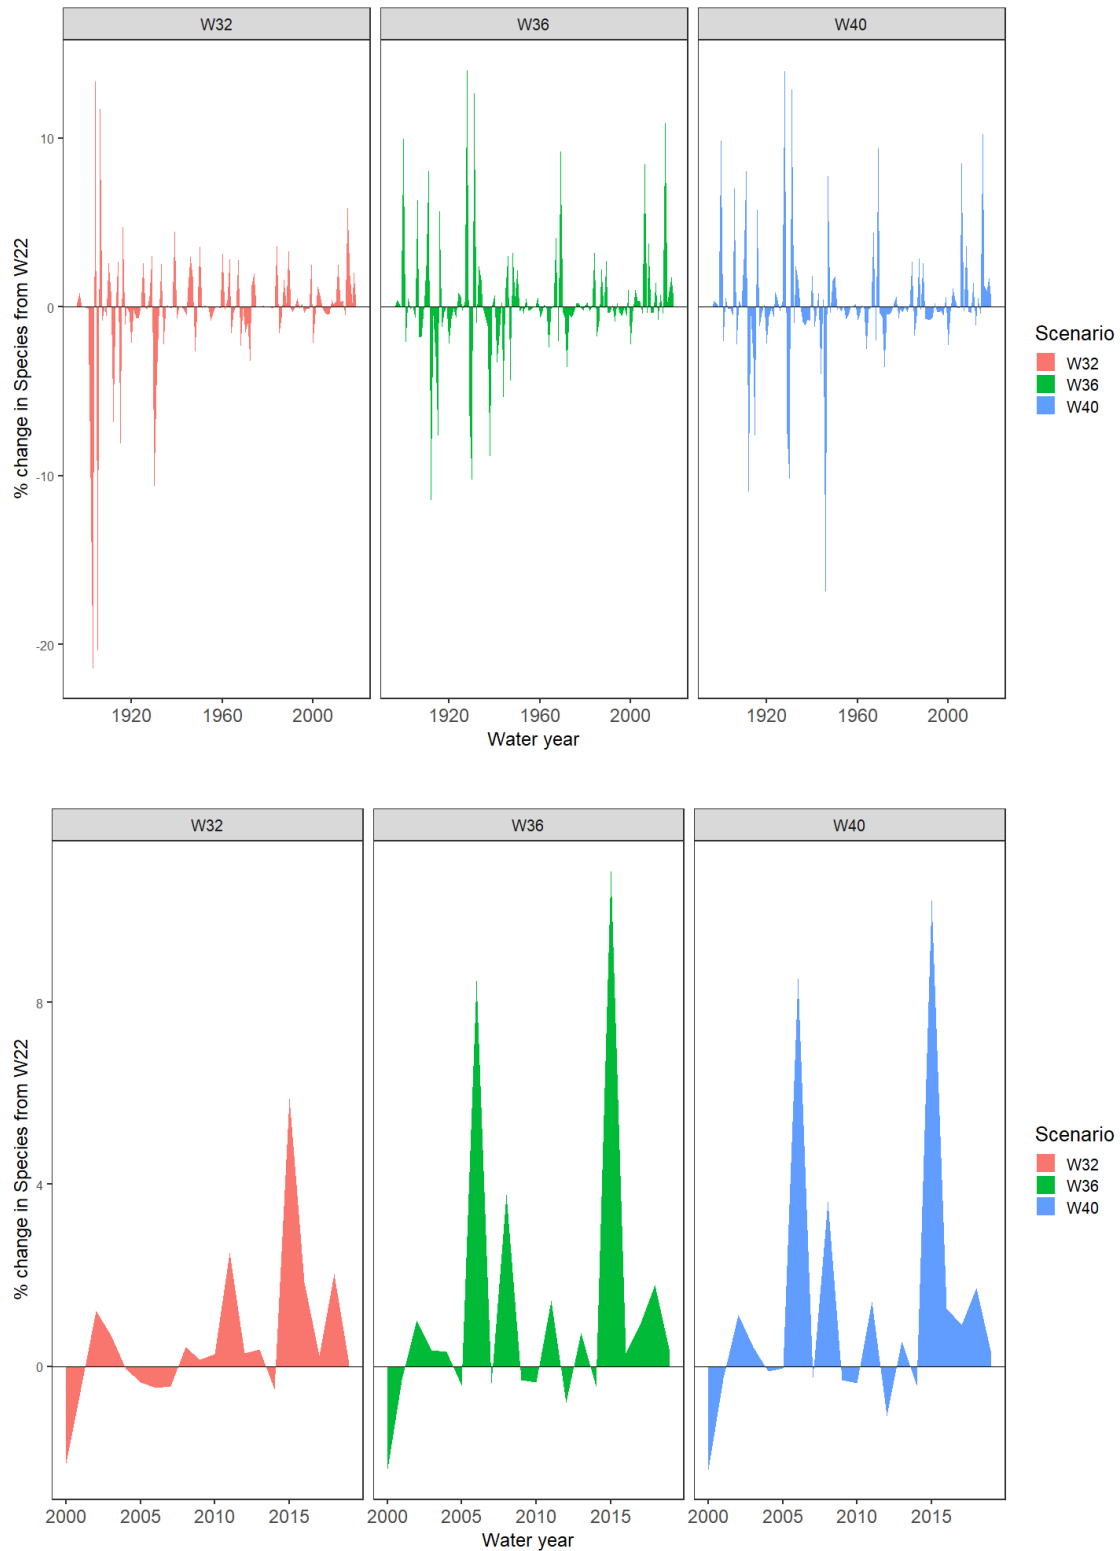 W32 W36 W40
10
0
-10
-20
% change in Species from W22
1920 1960 2000 1920 1960 2000 1920 1960 2000
Water year
Scenario
W32
W36
W40
W32 W36 W40
8
4
0
% change in Species from W22
2000 2005 2010 2015 2000 2005 2010 2015 2000 2005 2010 2015
Water year
Scenario
W32
W36
W40